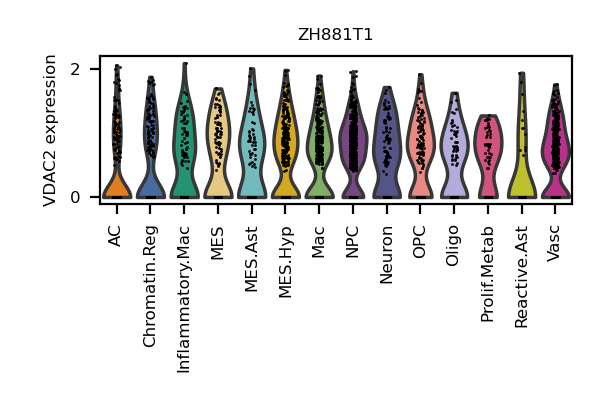 ZH881T1
VDAC2 expression
2
0
AC
Chromatin.Reg
Inflammatory.Mac
MES
MES.Ast
MES.Hyp
Mac
NPC
Neuron
OPC
Oligo
Prolif.Metab
Reactive.Ast
Vasc